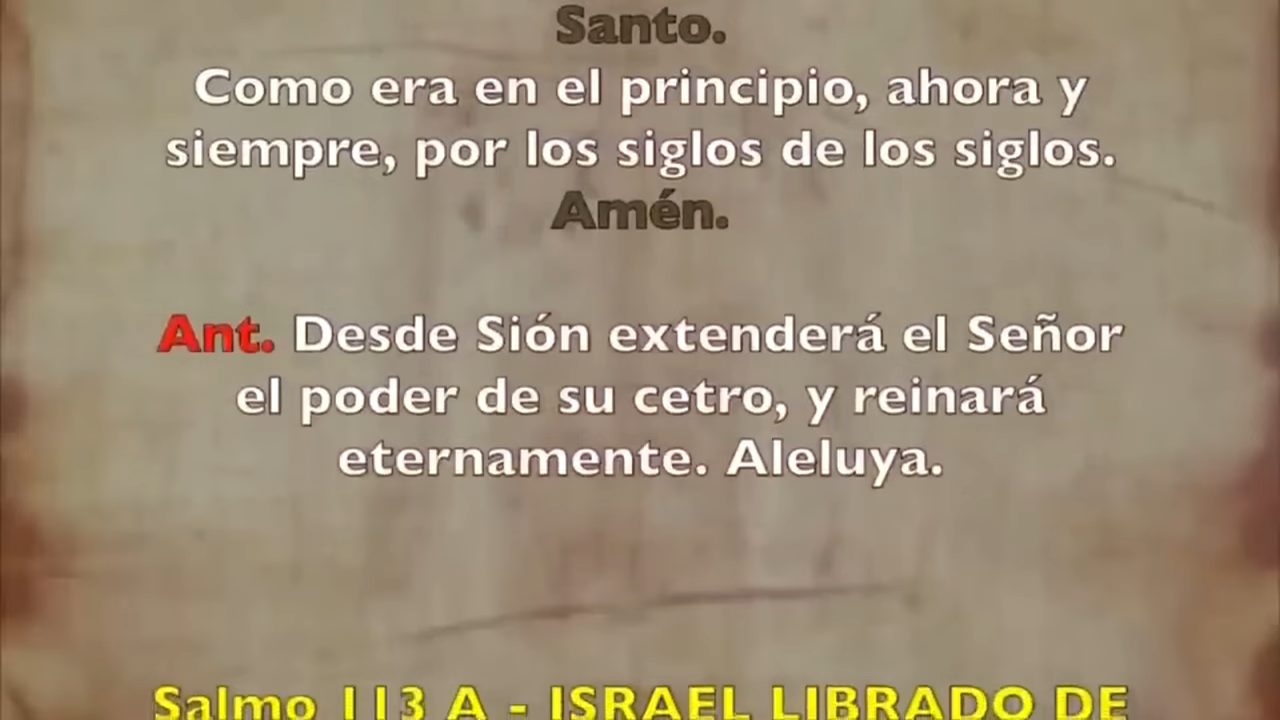 Santo.
Como era en el principio, ahora y
siempre, por los siglos de los siglos.
Amén.
Ant. Desde Sión extenderá el Señor
el poder de su cetro, y reinará
eternamente. Aleluya.
Salmo 113 A - ISRAEL LIBRADO DE